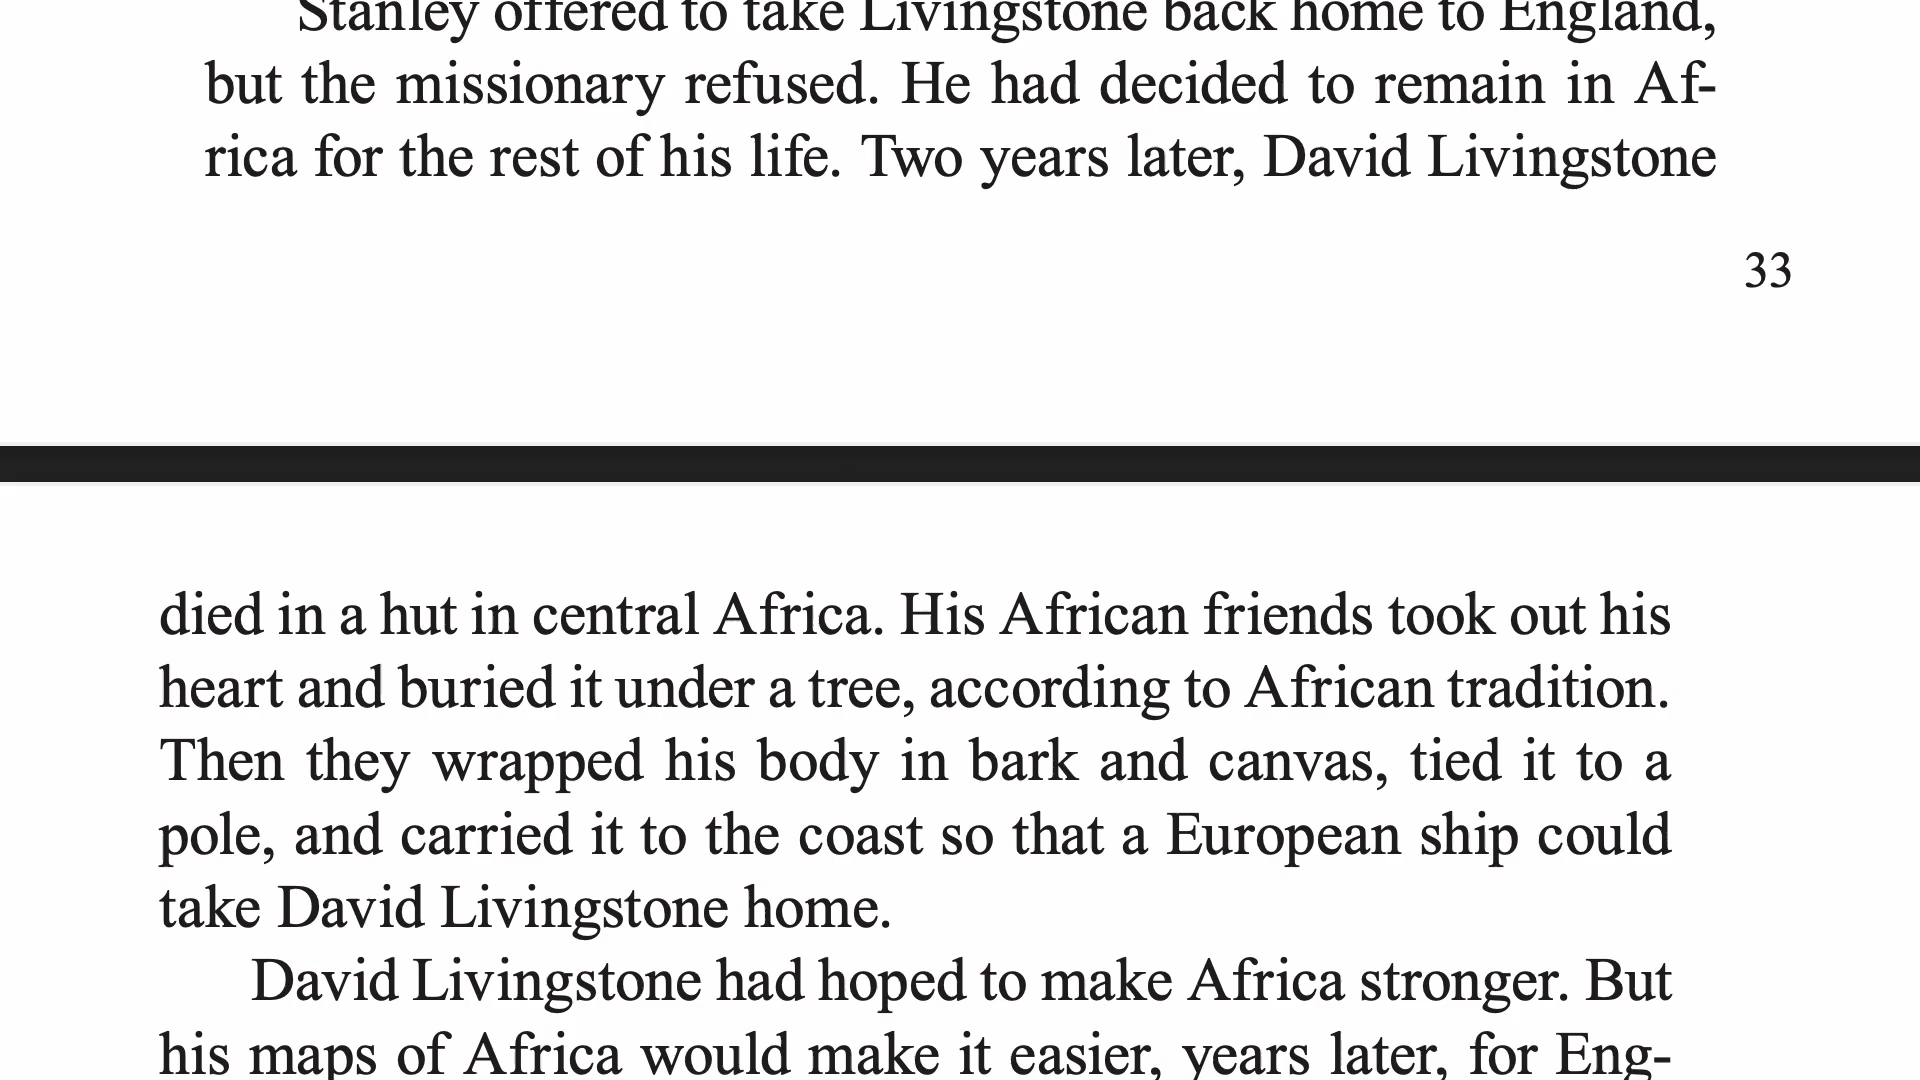 Stanley offered to take Livingstone back home to England,
but the missionary refused. He had decided to remain in Af-
rica for the rest of his life. Two years later, David Livingstone
33
died in a hut in central Africa. His African friends took out his
heart and buried it under a tree, according to African tradition.
Then they wrapped his body in bark and canvas, tied it to a
pole, and carried it to the coast so that a European ship could
take David Livingstone home.
David Livingstone had hoped to make Africa stronger. But
his maps of Africa would make it easier, years later, for Eng-